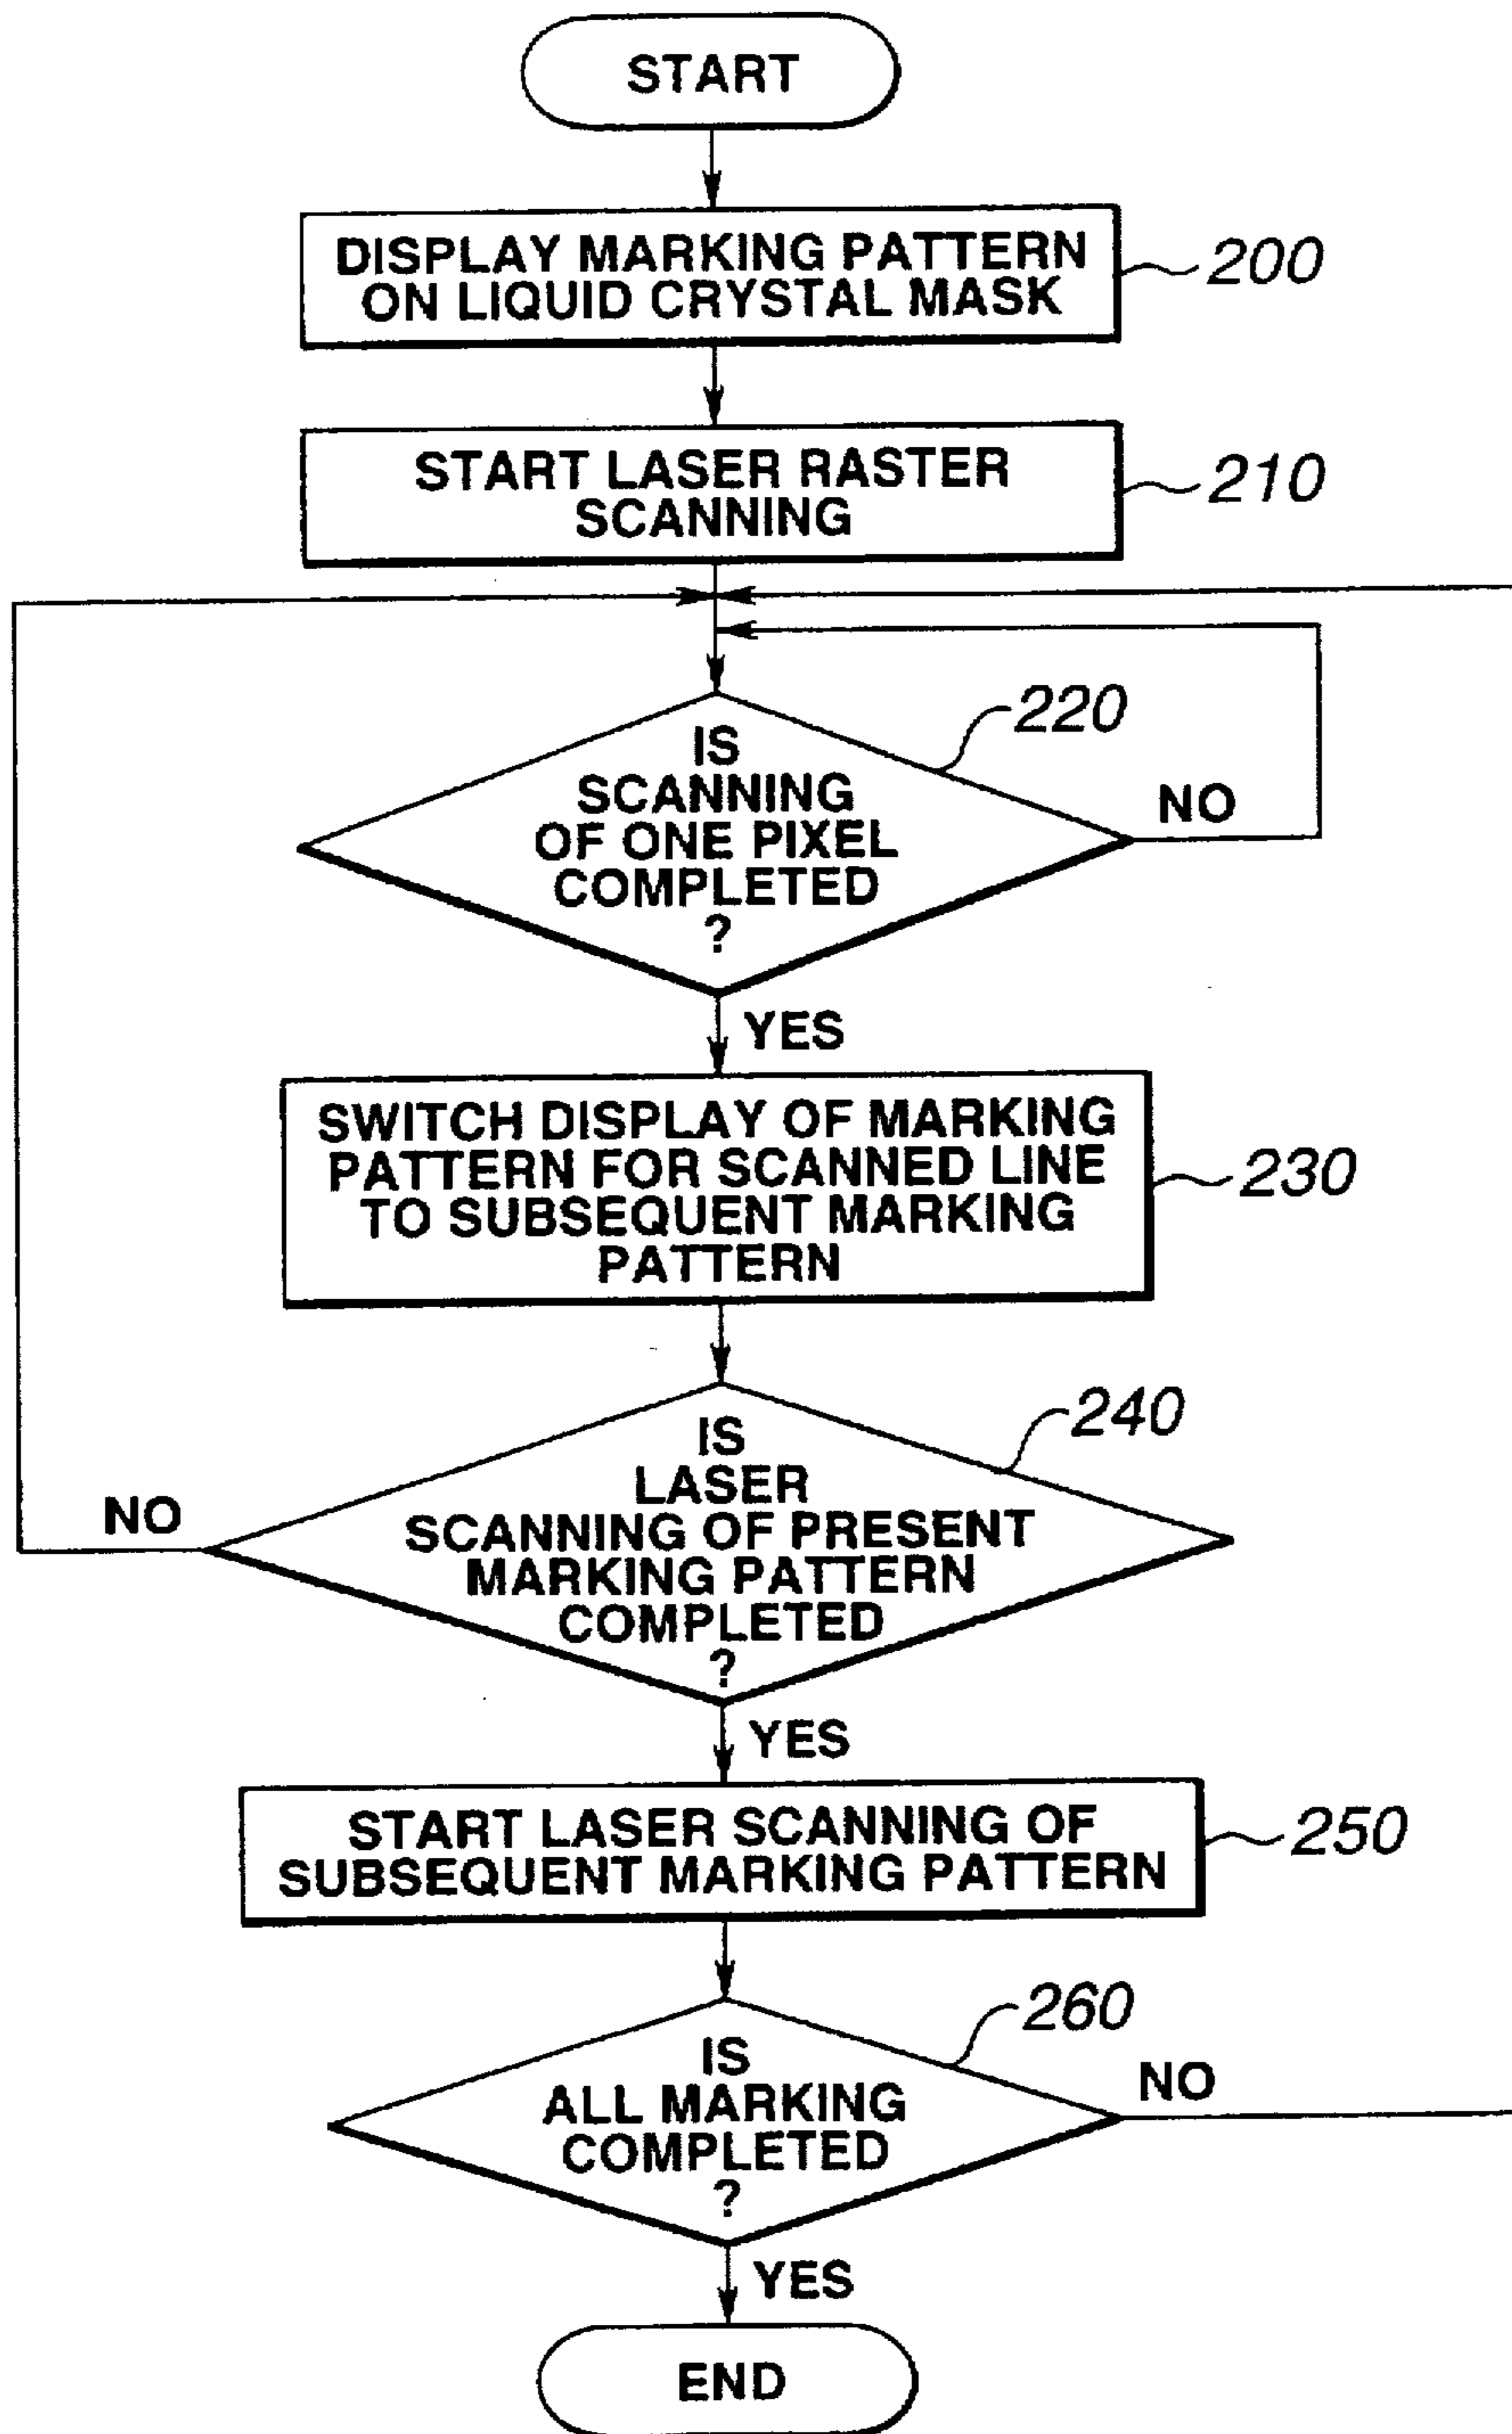 START
DISPLAY MARKING PATTERN
ON LIQUID CRYSTAL MASK
200
START LASER RASTER
SCANNING
210
220
IS
SCANNING
OF ONE PIXEL
COMPLETED
?
NO
YES
SWITCH DISPLAY OF MARKING
PATTERN FOR SCANNED LINE
TO SUBSEQUENT MARKING
PATTERN
230
240
IS
LASER
SCANNING OF PRESENT
MARKING PATTERN
COMPLETED
?
NO
YES
START LASER SCANNING OF
SUBSEQUENT MARKING PATTERN
250
260
IS
ALL MARKING
COMPLETED
?
NO
YES
END